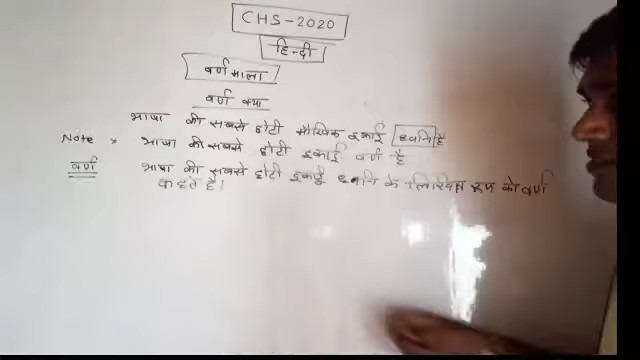 CHS-2020
हिन्दी
वर्णमाला
वर्ण क्या
भाषा की सबसे छोटी मौखिक इकाई ध्वनि है
Note भाषा की सबसे छोटी इकाई वर्ण है
वर्ण भाषा की सबसे छोटी इकाई ध्वनि के लिखित रूप को वर्ण
कहते है।